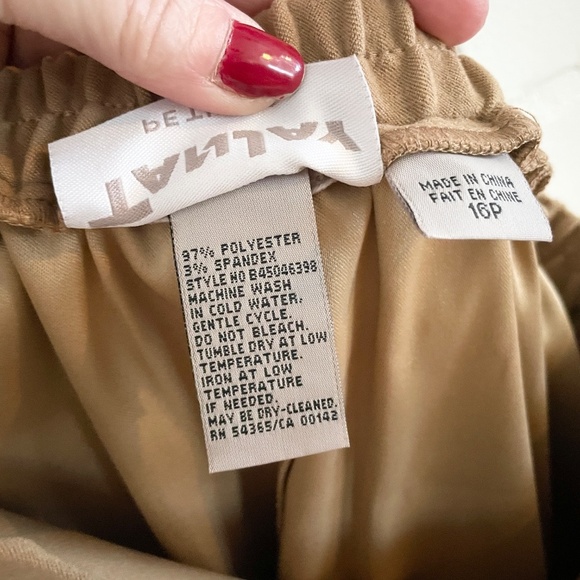 TANJAY
PETIT
MADE IN CHINA
FAIT EN CHINE
16P
97% POLYESTER
3% SPANDEX
STYLE NO B45046398
MACHINE WASH
IN COLD WATER.
GENTLE CYCLE.
DO NOT BLEACH.
TUMBLE DRY AT LOW
TEMPERATURE.
IRON AT LOW
TEMPERATURE
IF NEEDED.
MAY BE DRY-CLEANED.
RN 54365/CA 00142